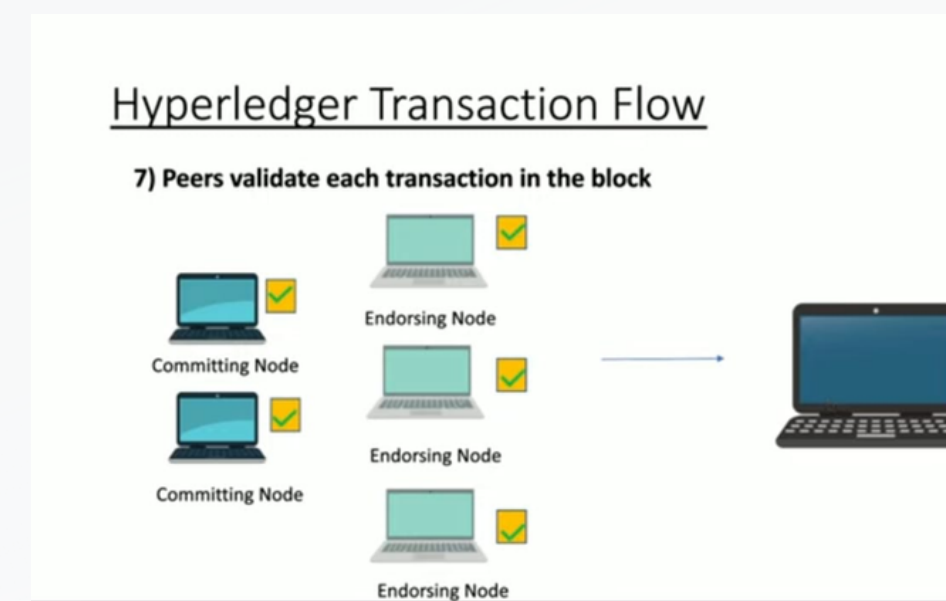 Hyperledger Transaction Flow
7) Peers validate each transaction in the block
Endorsing Node
Committing Node
Endorsing Node
Committing Node
Endorsing Node